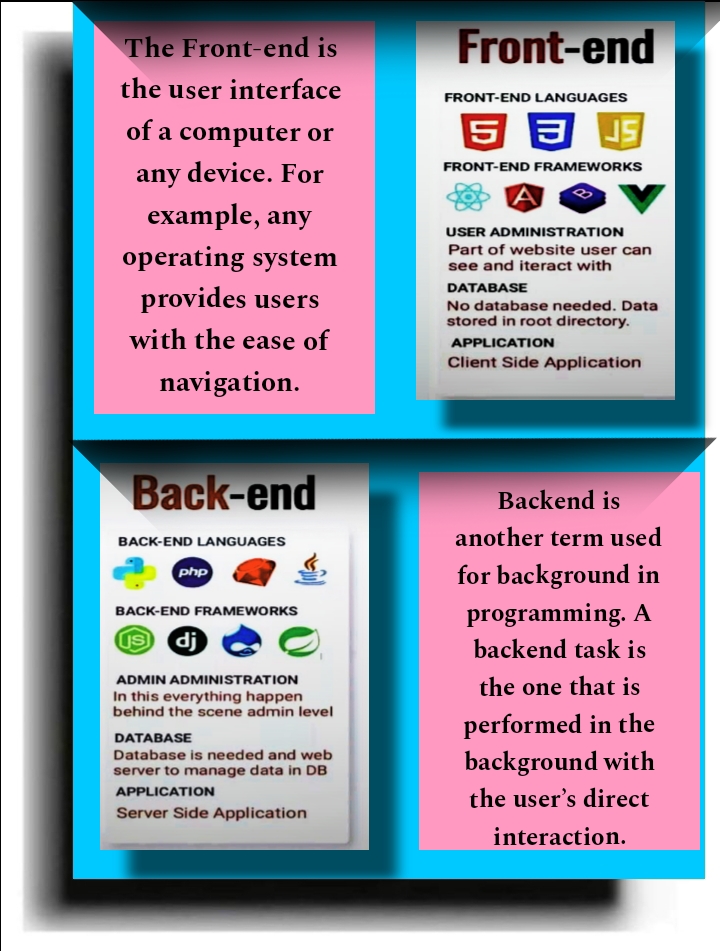 The Front-end is
the user interface
of a computer or
any device. For
example, any
operating system
provides users
with the ease of
navigation.
Front-end
FRONT-END LANGUAGES
5
3
JS
FRONT-END FRAMEWORKS
A
B
USER ADMINISTRATION
Part of website user can
see and iteract with
DATABASE
No database needed. Data
stored in root directory.
APPLICATION
Client Side Application
Back-end
BACK-END LANGUAGES
php
BACK-END FRAMEWORKS
JS
dj
ADMIN ADMINISTRATION
In this everything happen
behind the scene admin level
DATABASE
Database is needed and web
server to manage data in DB
APPLICATION
Server Side Application
Backend is
another term used
for background in
programming. A
backend task is
the one that is
performed in the
background with
the user’s direct
interaction.